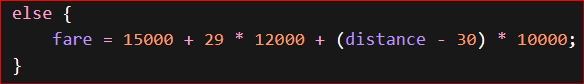 else {
    fare = 15000 + 29 * 12000 + (distance - 30) * 10000;
}